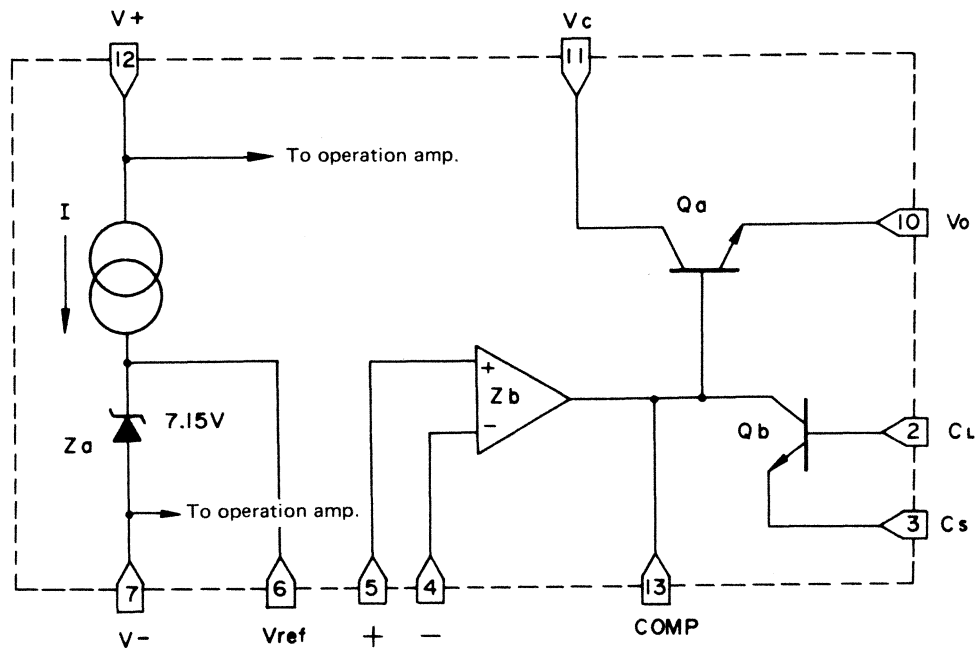 V+
Vc
12
11
To operation amp.
I
Qa
10
Vo
+
Zb
−
7.15V
Za
Qb
2
CL
To operation amp.
3
Cs
7
6
5
4
13
V−
Vref
+
−
COMP